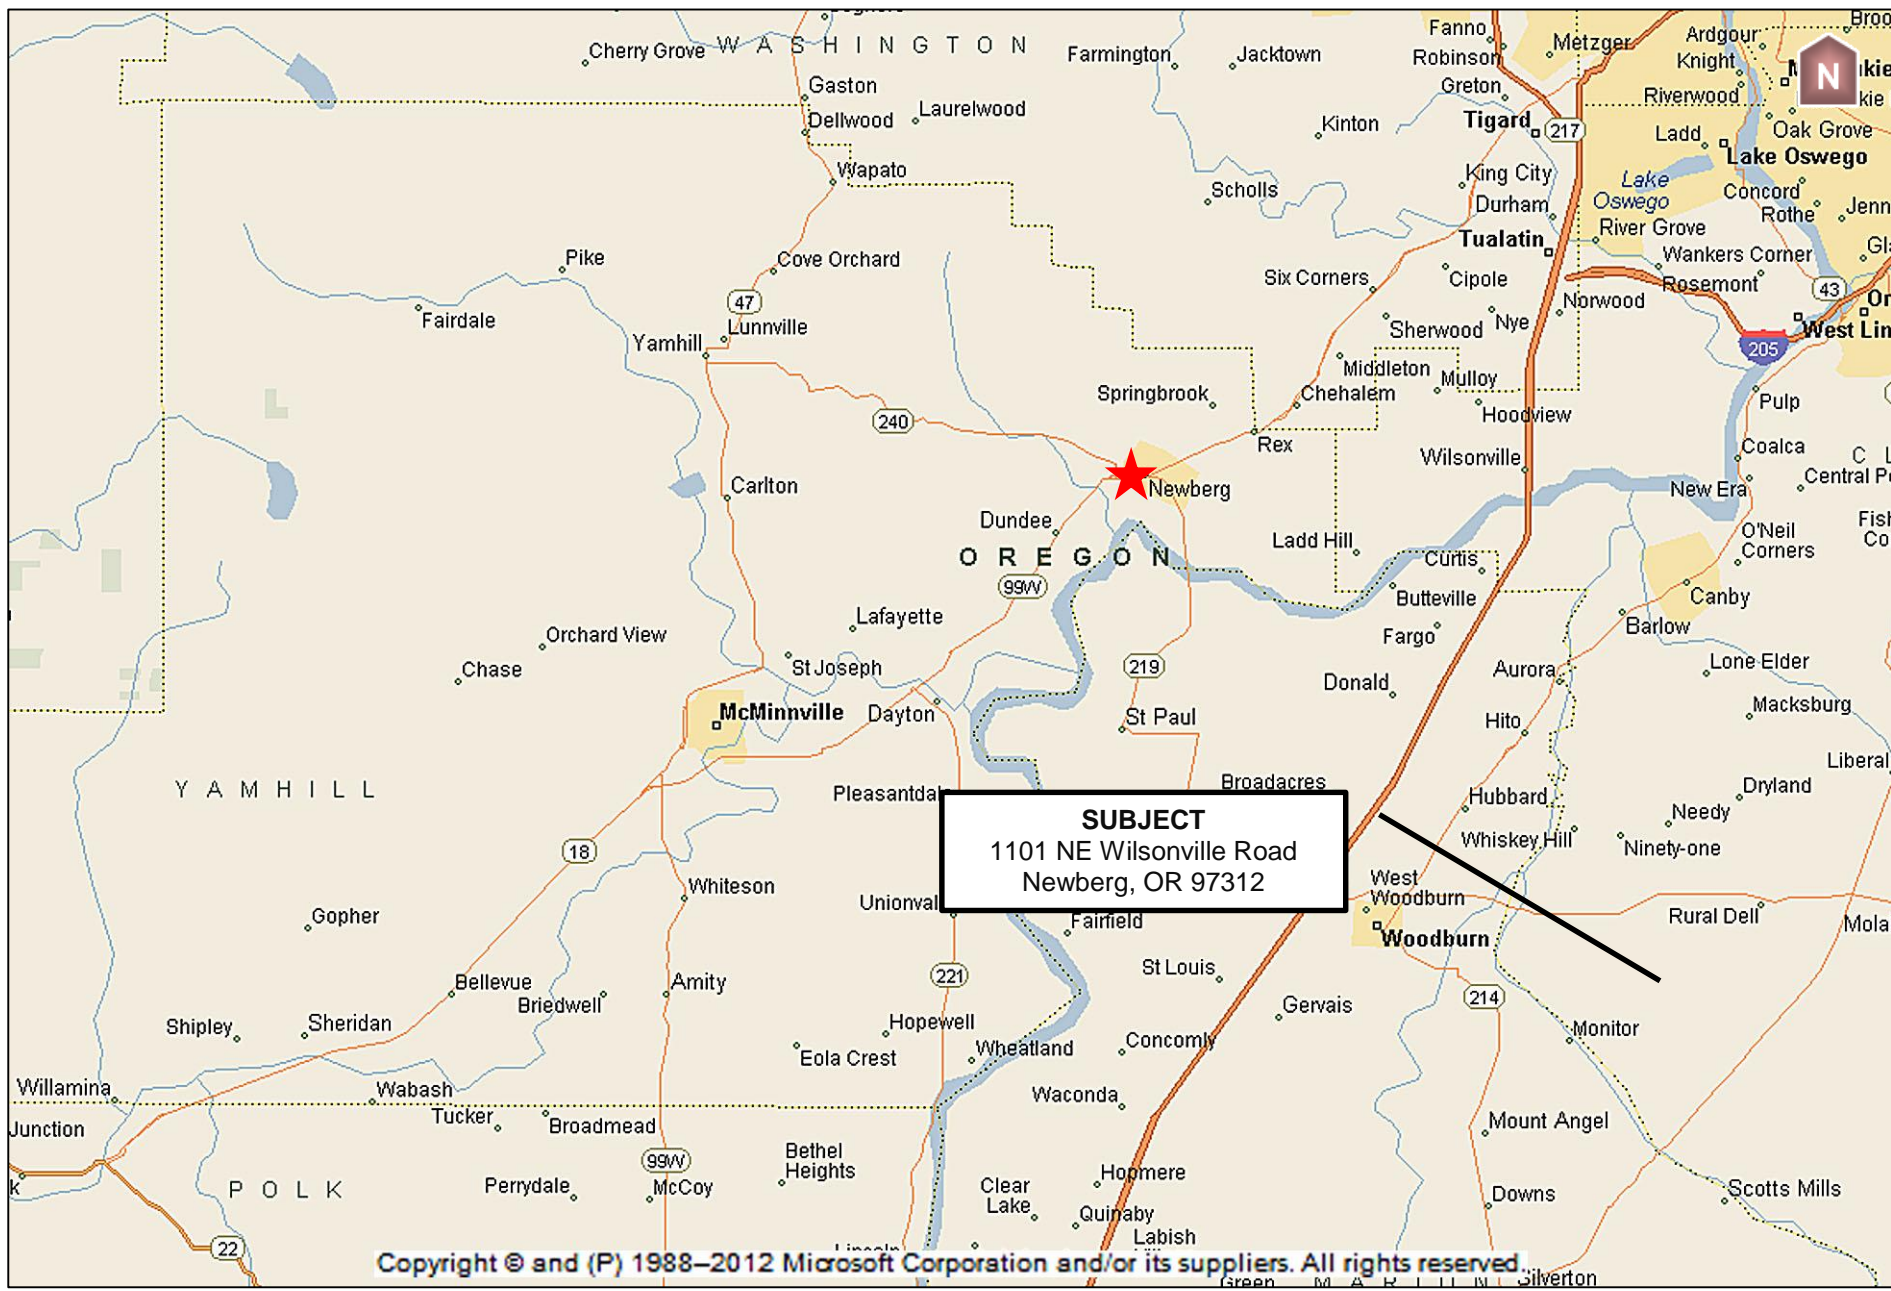 Cherry Grove
WASHINGTON
Farmington
Jacktown
Fanno
Robinson
Metzger
Ardgour
Knight
N
Gaston
Laurelwood
Dellwood
Kinton
Greton
Tigard
217
Riverwood
Ladd
Oak Grove
Lake Oswego
Wapato
Scholls
King City
Durham
Lake
Oswego
Concord
Rothe
Jenn
Tualatin
River Grove
Wankers Corner
Pike
Cove Orchard
Six Corners
Cipole
Norwood
Rosemont
43
47
Fairdale
Lunnville
Yamhill
Sherwood
Nye
West Lin
205
Middleton
Mulloy
Springbrook
Chehalem
Hoodview
Pulp
240
Rex
Wilsonville
Coalca
Central P
New Era
Carlton
Newberg
Dundee
Ladd Hill
O'Neil
Corners
OREGON
Curtis
99W
Butteville
Canby
Lafayette
Fargo
Barlow
Orchard View
Chase
St Joseph
219
Aurora
Lone Elder
Donald
McMinnville
Dayton
St Paul
Hito
Macksburg
Liberal
YAMHILL
Pleasantdal
Broadacres
Hubbard
Dryland
Needy
SUBJECT
1101 NE Wilsonville Road
Newberg, OR 97312
Whiskey Hill
Ninety-one
18
Whiteson
West
Woodburn
Unionval
Fairfield
Rural Dell
Mola
Gopher
Woodburn
St Louis
221
214
Bellevue
Briedwell
Amity
Gervais
Shipley
Sheridan
Hopewell
Monitor
Eola Crest
Wheatland
Concomly
Willamina
Wabash
Waconda
Tucker
Broadmead
Mount Angel
Junction
Bethel
Heights
99W
POLK
Perrydale
McCoy
Clear
Lake
Hopmere
Downs
Scotts Mills
Quinaby
Labish
22
Copyright © and (P) 1988–2012 Microsoft Corporation and/or its suppliers. All rights reserved.
Green
MARION
Silverton